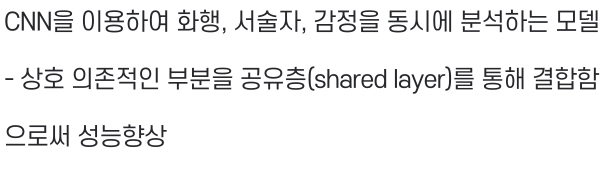 CNN을 이용하여 화행, 서술자, 감정을 동시에 분석하는 모델
- 상호 의존적인 부분을 공유층(shared layer)를 통해 결합함
으로써 성능향상